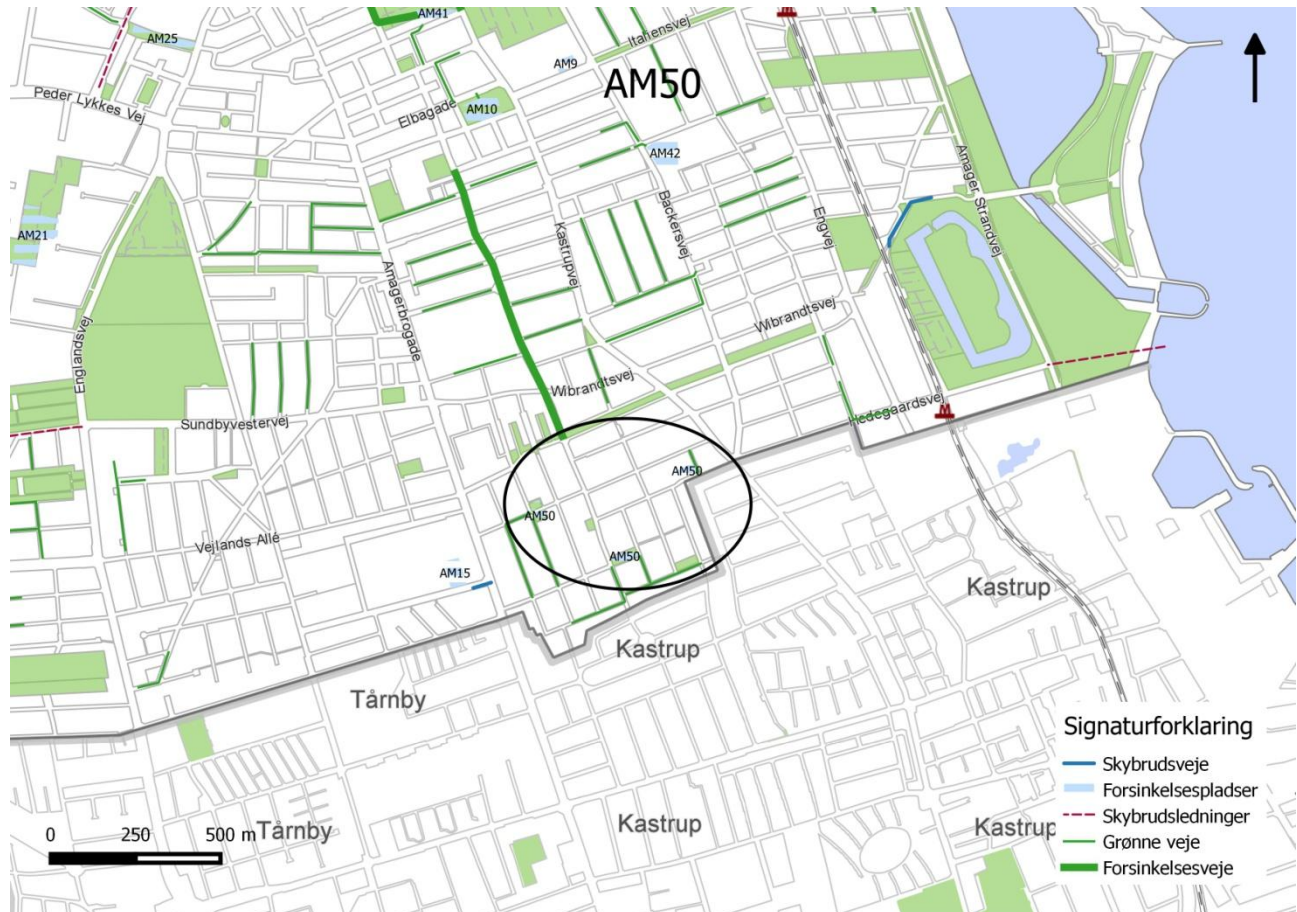 AM41
AM25
Italiensvej
AM9
AM50
Peder Lykkes Vej
Elbagade
AM10
AM42
Amager Strandvej
Backersvej
Kastrupvej
Engvej
AM21
Amagerbrogade
Englandsvej
Wibrandtsvej
Wibrandtsvej
Hedegaardsvej
M
Sundbyvestervej
AM50
AM50
Vejlands Allé
AM50
AM15
Kastrup
Kastrup
Tårnby
Signaturforklaring
Skybrudsveje
Forsinkelsespladser
Skybrudsledninger
Grønne veje
Forsinkelsesveje
0 250 500 m
Tårnby
Kastrup
Kastrup